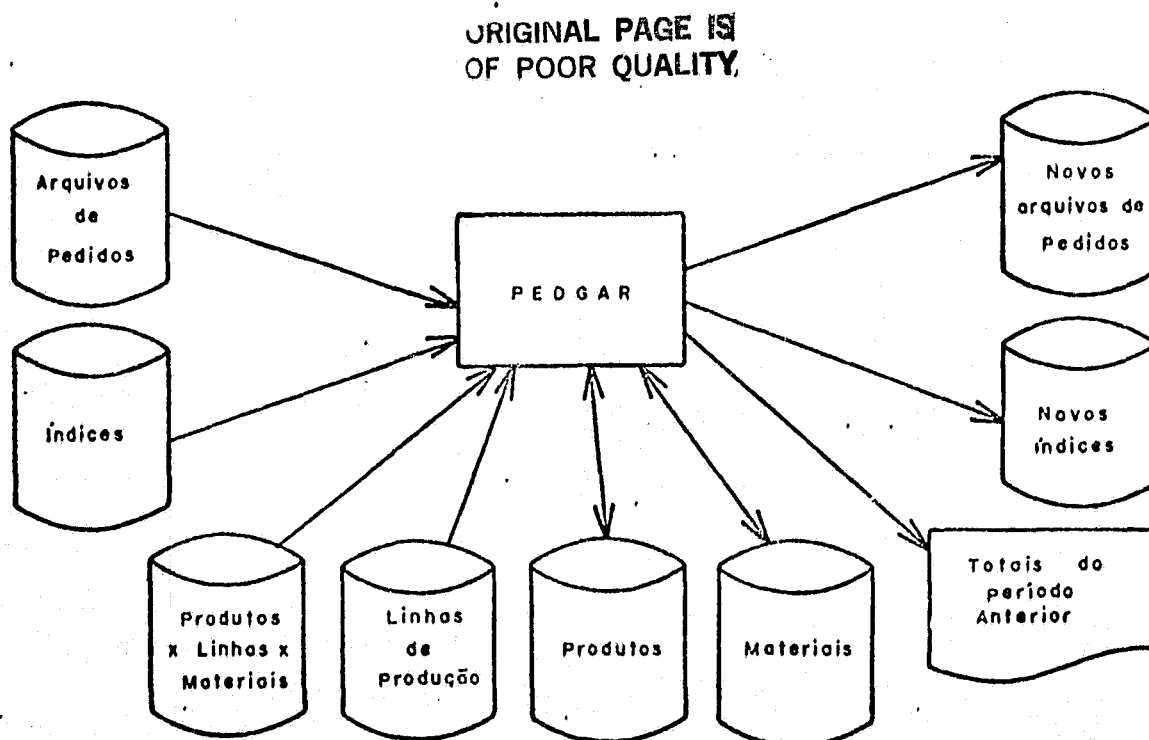 ORIGINAL PAGE IS
OF POOR QUALITY
Arquivos
de
Pedidos
Índices
PEDGAR
Novos
arquivos de
Pedidos
Novos
Índices
Produtos
x Linhas x
Materiais
Linhas
de
Produção
Produtos
Materiais
Totais do
Período
Anterior